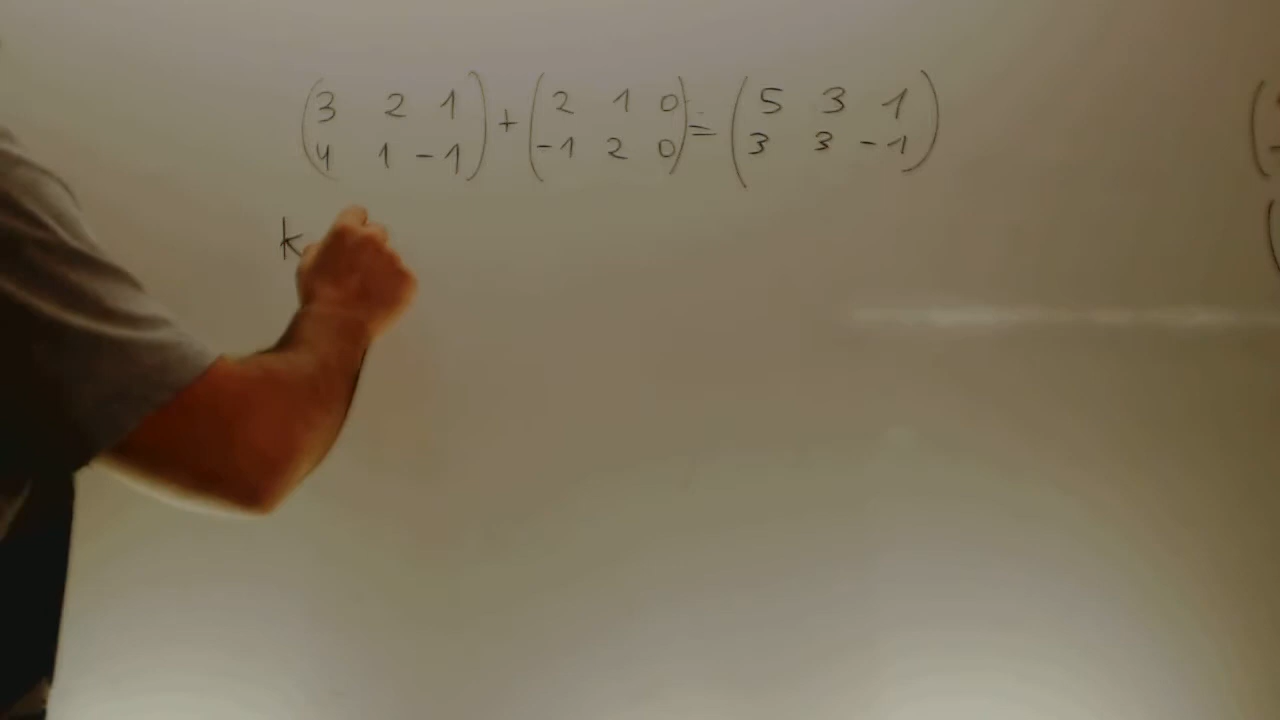 (3 2 1) + (2 1 0) = (5 3 1)
(4 1 -1) (-1 2 0) (3 3 -1)
k